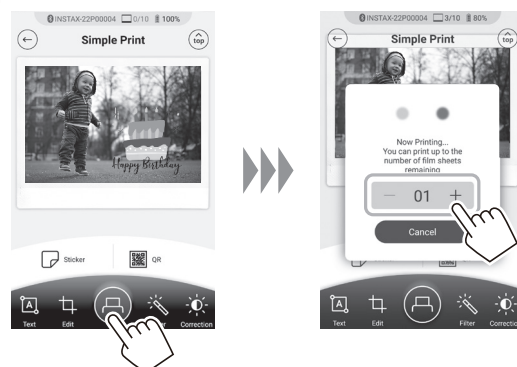 INSTAX-22P00004 0/10 100%
Simple Print
top
Happy Birthday
Sticker
QR
Text
Edit
Correction
INSTAX-22P00004 3/10 80%
Simple Print
top
Now Printing...
You can print up to the
number of film sheets
remaining
— 01 +
Cancel
Text
Edit
Filter
Correction